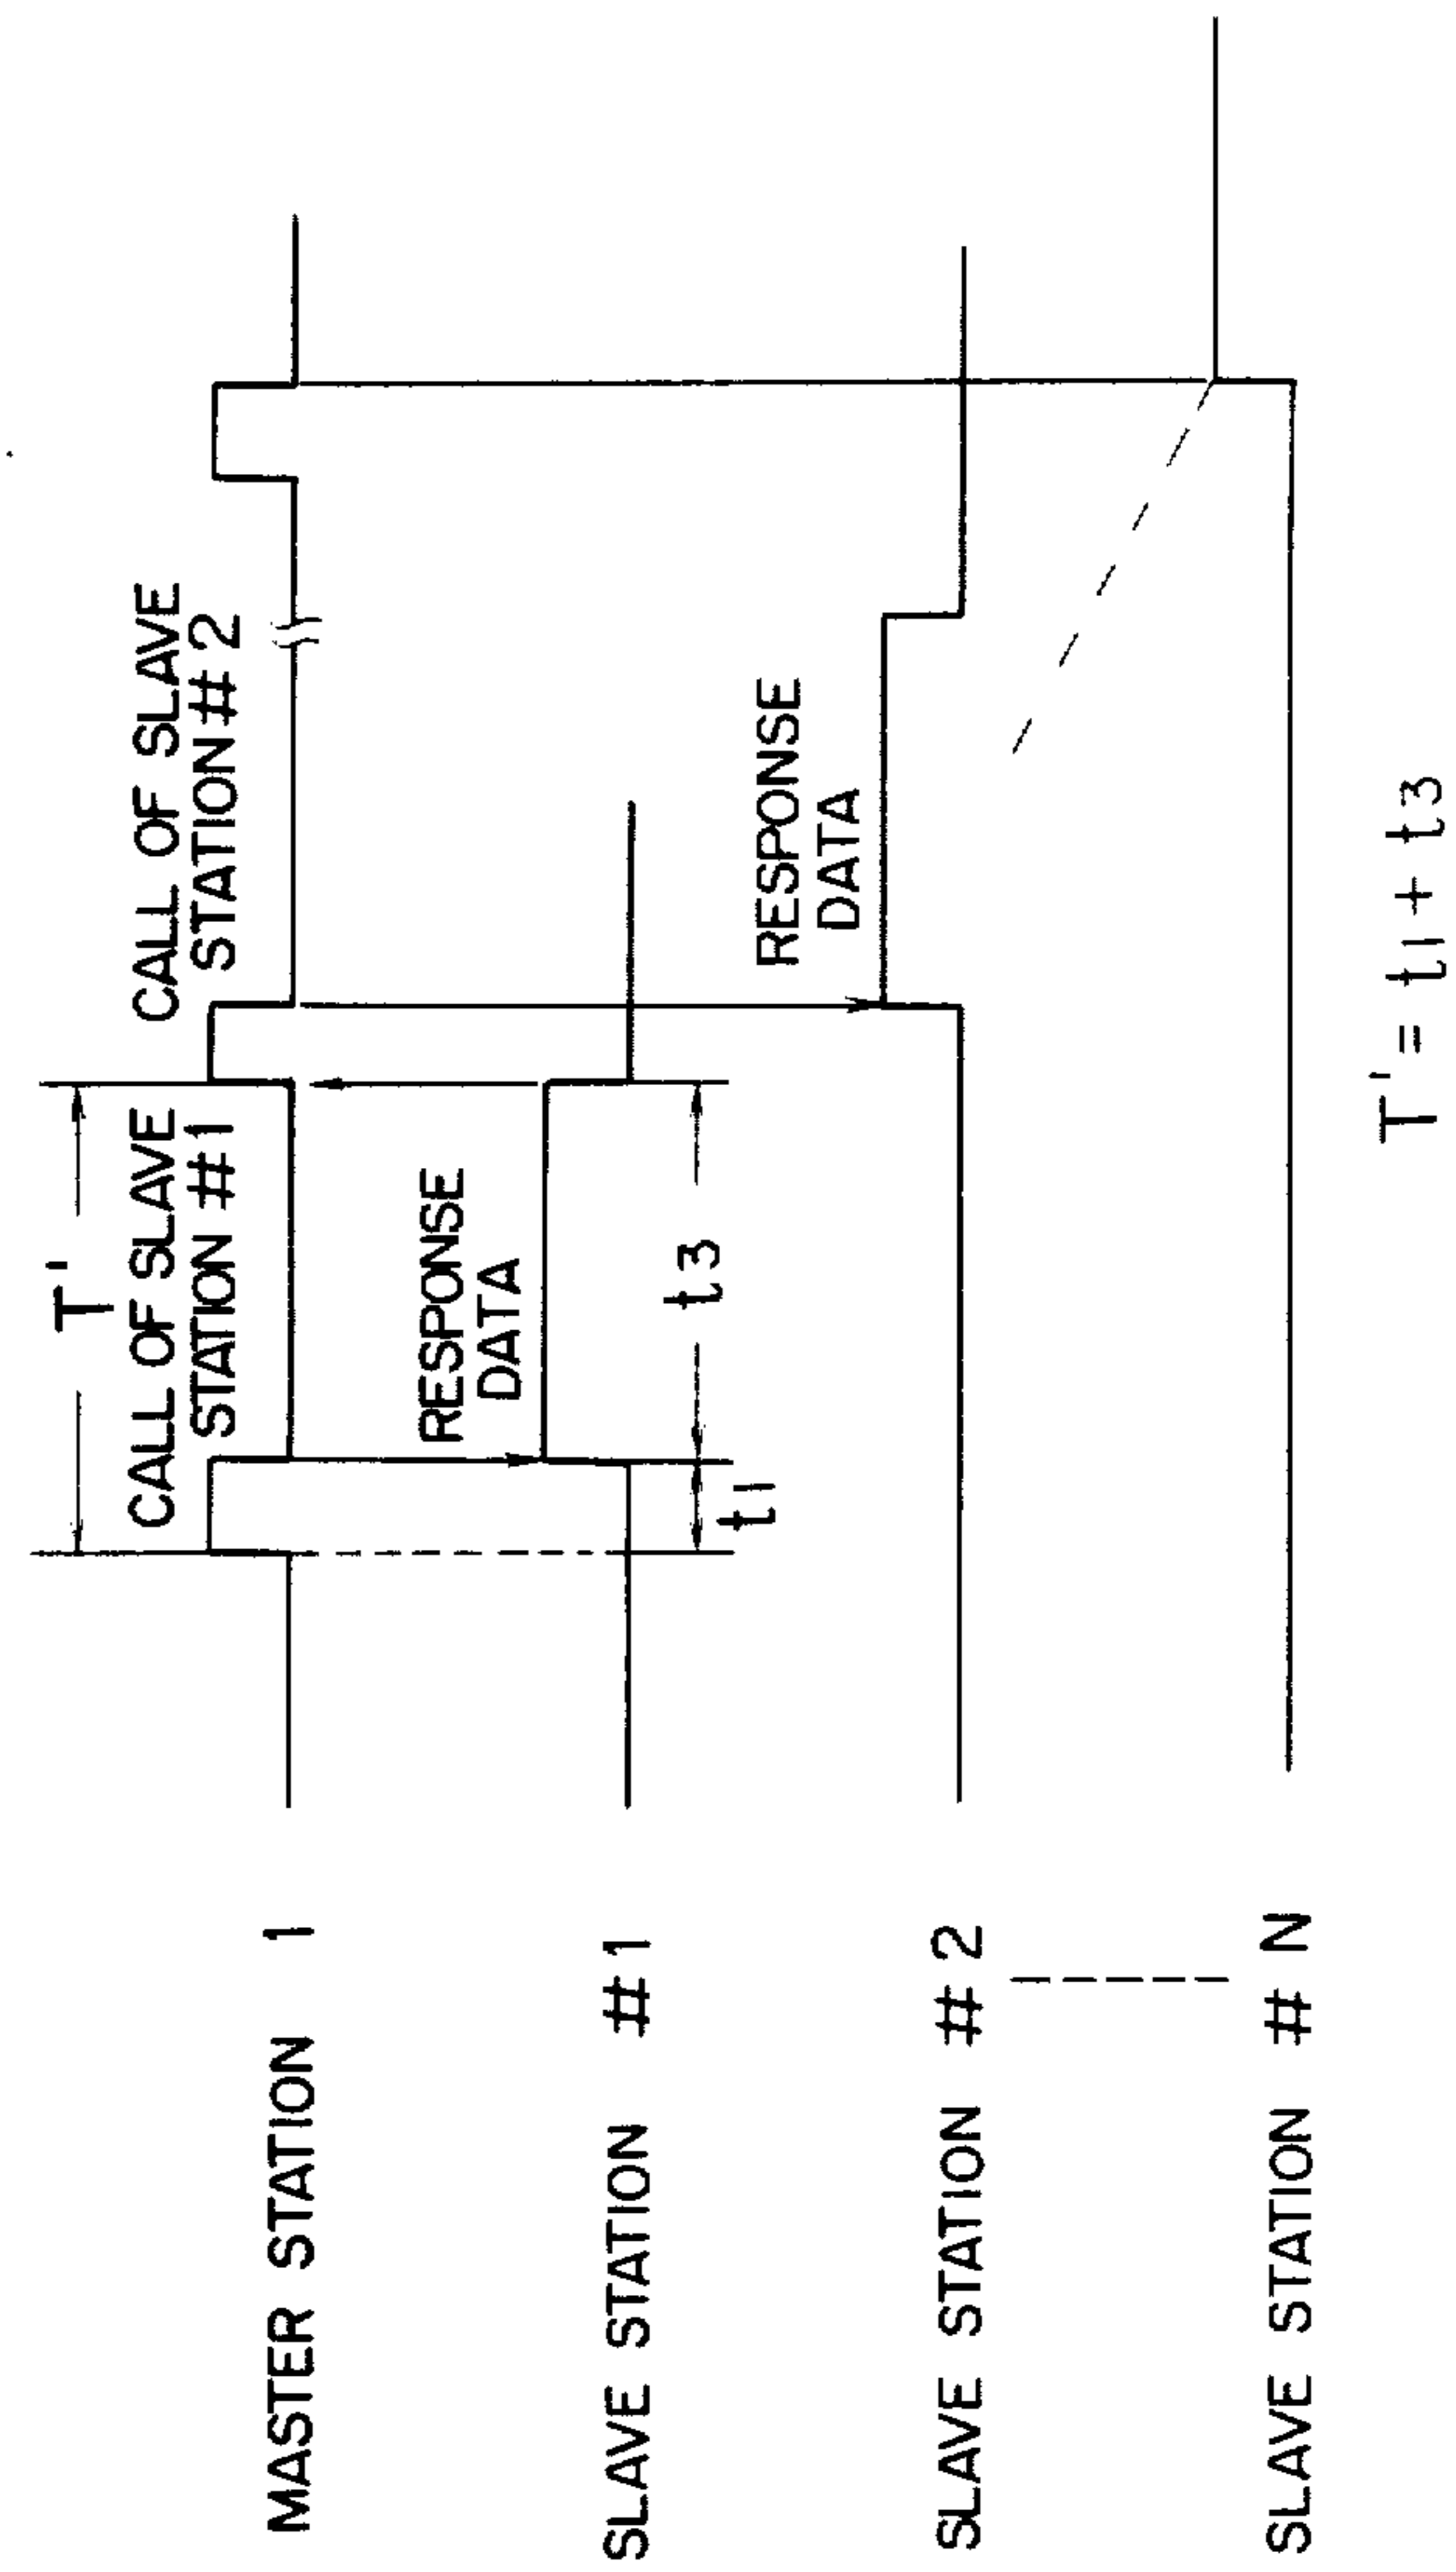 T'
CALL OF SLAVE
STATION #1
CALL OF SLAVE
STATION # 2
MASTER STATION 1
RESPONSE
DATA
SLAVE STATION #1
t1
t3
RESPONSE
DATA
SLAVE STATION # 2
SLAVE STATION # N
T' = t1 + t3